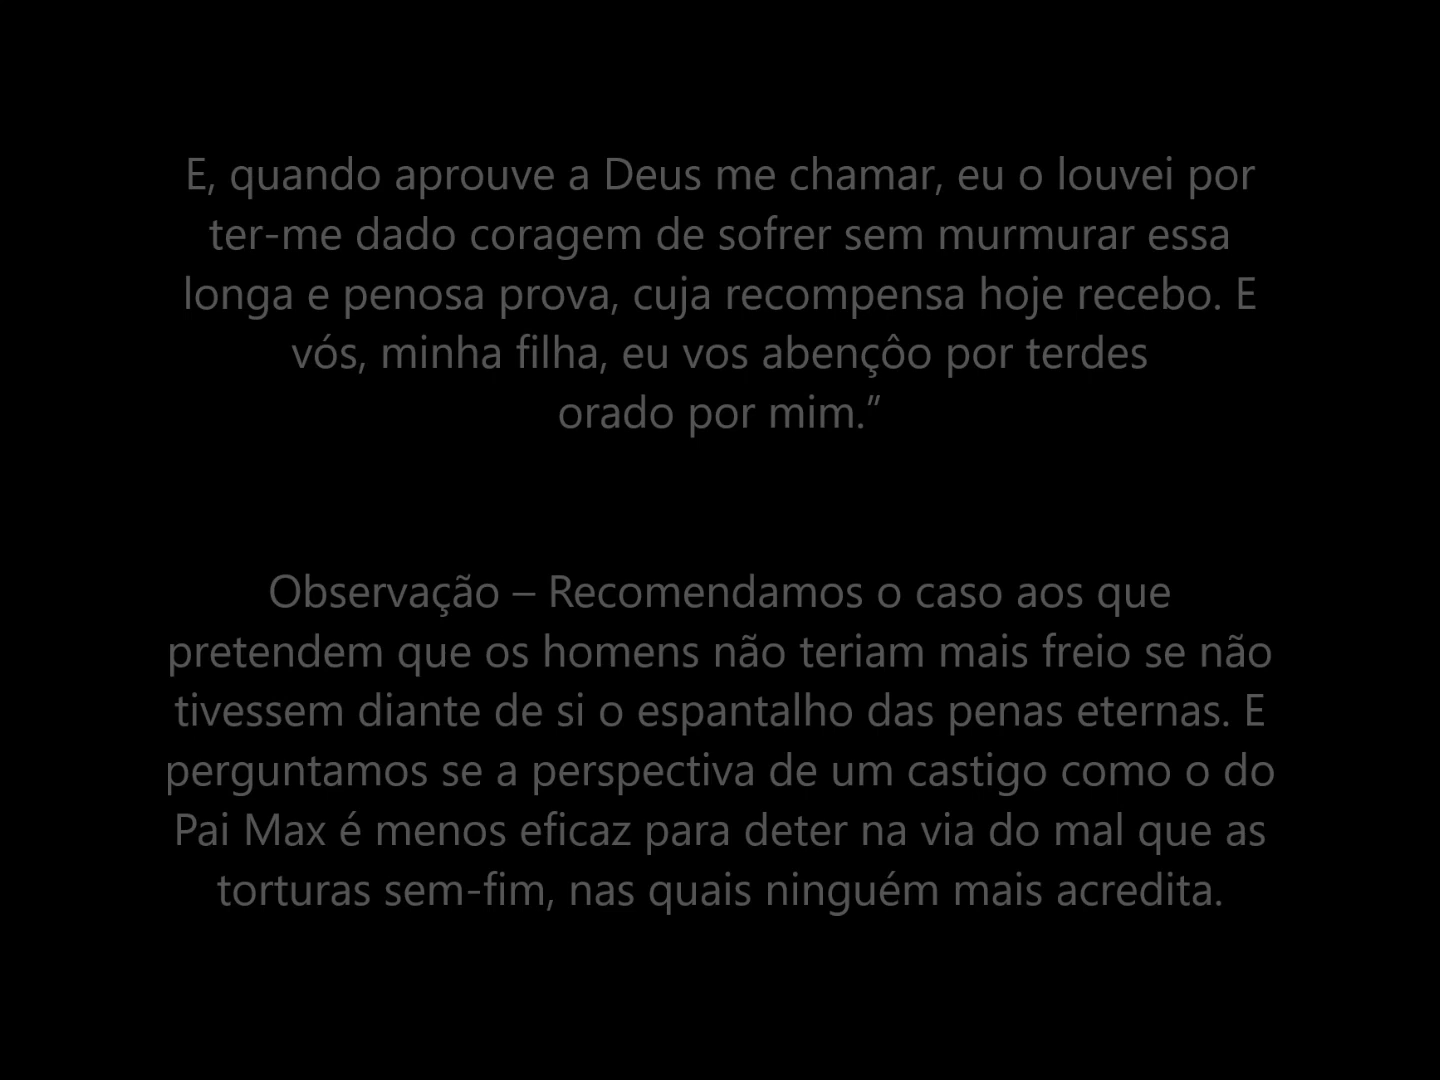 E, quando aprouve a Deus me chamar, eu o louvei por
ter-me dado coragem de sofrer sem murmurar essa
longa e penosa prova, cuja recompensa hoje recebo. E
vós, minha filha, eu vos abençôo por terdes
orado por mim.”
Observação – Recomendamos o caso aos que
pretendem que os homens não teriam mais freio se não
tivessem diante de si o espantalho das penas eternas. E
perguntamos se a perspectiva de um castigo como o do
Pai Max é menos eficaz para deter na via do mal que as
torturas sem-fim, nas quais ninguém mais acredita.